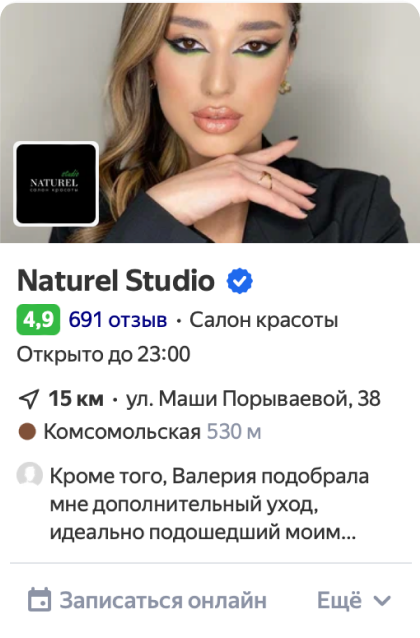 studio
NATUREL
салон красоты
Naturel Studio
4,9 691 отзыв · Салон красоты
Открыто до 23:00
15 км · ул. Маши Порываевой, 38
Комсомольская 530 м
Кроме того, Валерия подобрала
мне дополнительный уход,
идеально подошедший моим...
Записаться онлайн Ещё